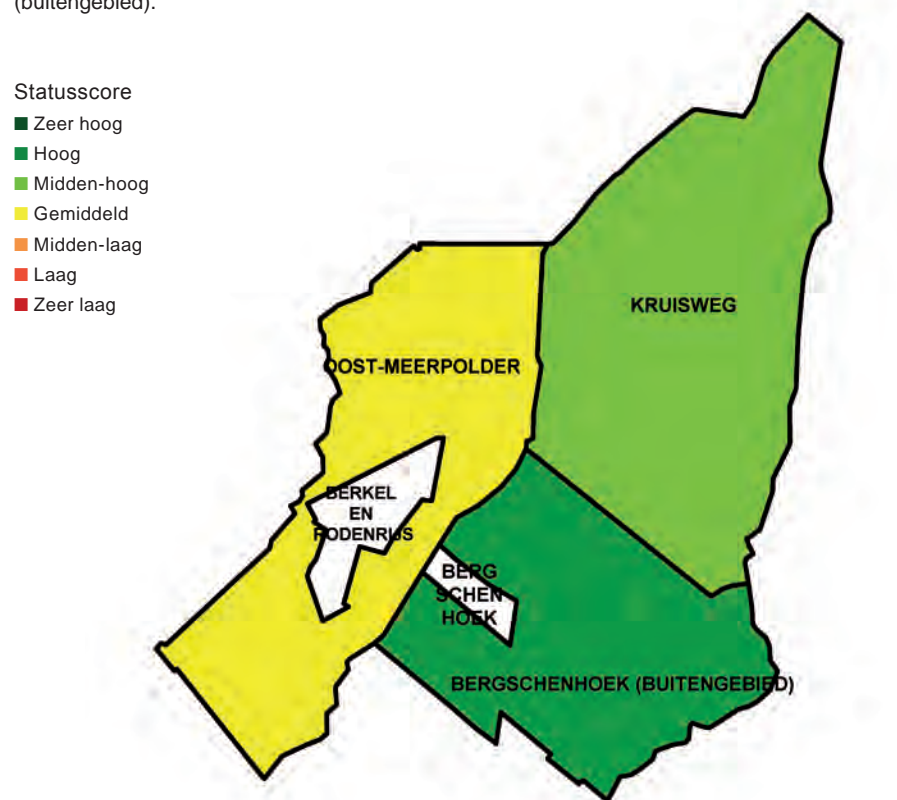 (buitengebied).
Statusscore
Zeer hoog
Hoog
Midden-hoog
Gemiddeld
Midden-laag
Laag
Zeer laag
KRUISWEG
OOST-MEERPOLDER
BERKEL
EN
RODENRIJS
BERG
SCHEN
HOEK
BERGSCHENHOEK (BUITENGEBIED)